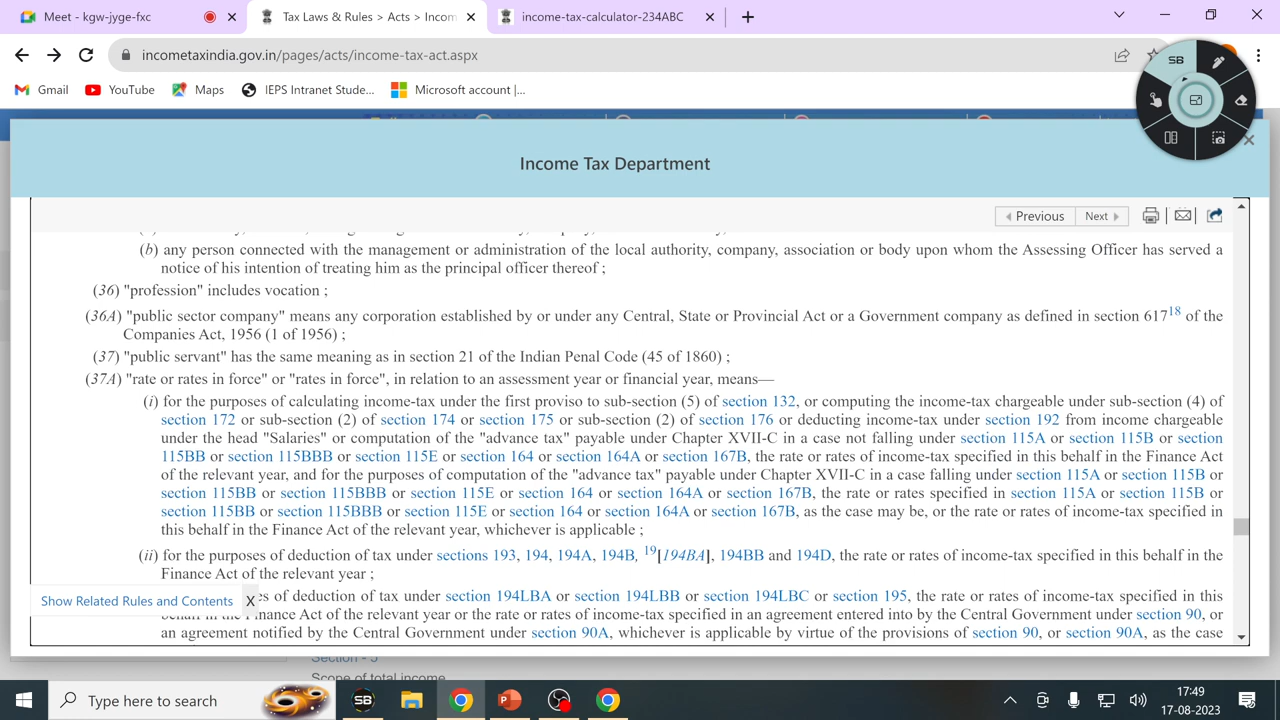 Meet - kgw-jyge-fxc
Tax Laws & Rules > Acts > Incom
income-tax-calculator-234ABC
incometaxindia.gov.in/pages/acts/income-tax-act.aspx
SB
Gmail
YouTube
Maps
IEPS Intranet Stude...
Microsoft account |...
Income Tax Department
Previous
Next
(b) any person connected with the management or administration of the local authority, company, association or body upon whom the Assessing Officer has served a
notice of his intention of treating him as the principal officer thereof ;
(36) "profession" includes vocation ;
(36A) "public sector company" means any corporation established by or under any Central, State or Provincial Act or a Government company as defined in section 617 18 of the
Companies Act, 1956 (1 of 1956) ;
(37) "public servant" has the same meaning as in section 21 of the Indian Penal Code (45 of 1860) ;
(37A) "rate or rates in force" or "rates in force", in relation to an assessment year or financial year, means—
(i) for the purposes of calculating income-tax under the first proviso to sub-section (5) of section 132, or computing the income-tax chargeable under sub-section (4) of
section 172 or sub-section (2) of section 174 or section 175 or sub-section (2) of section 176 or deducting income-tax under section 192 from income chargeable
under the head "Salaries" or computation of the "advance tax" payable under Chapter XVII-C in a case not falling under section 115A or section 115B or section
115BB or section 115BBB or section 115E or section 164 or section 164A or section 167B, the rate or rates of income-tax specified in this behalf in the Finance Act
of the relevant year, and for the purposes of computation of the "advance tax" payable under Chapter XVII-C in a case falling under section 115A or section 115B or
section 115BB or section 115BBB or section 115E or section 164 or section 164A or section 167B, the rate or rates specified in section 115A or section 115B or
section 115BB or section 115BBB or section 115E or section 164 or section 164A or section 167B, as the case may be, or the rate or rates of income-tax specified in
this behalf in the Finance Act of the relevant year, whichever is applicable ;
(ii) for the purposes of deduction of tax under sections 193, 194, 194A, 194B, 19[194BA], 194BB and 194D, the rate or rates of income-tax specified in this behalf in the
Finance Act of the relevant year ;
Show Related Rules and Contents X
es of deduction of tax under section 194LBA or section 194LBB or section 194LBC or section 195, the rate or rates of income-tax specified in this
behalf in the Finance Act of the relevant year or the rate or rates of income-tax specified in an agreement entered into by the Central Government under section 90, or
an agreement notified by the Central Government under section 90A, whichever is applicable by virtue of the provisions of section 90, or section 90A, as the case
Section - 5
Scope of total income
Type here to search
SB
17:49
17-08-2023